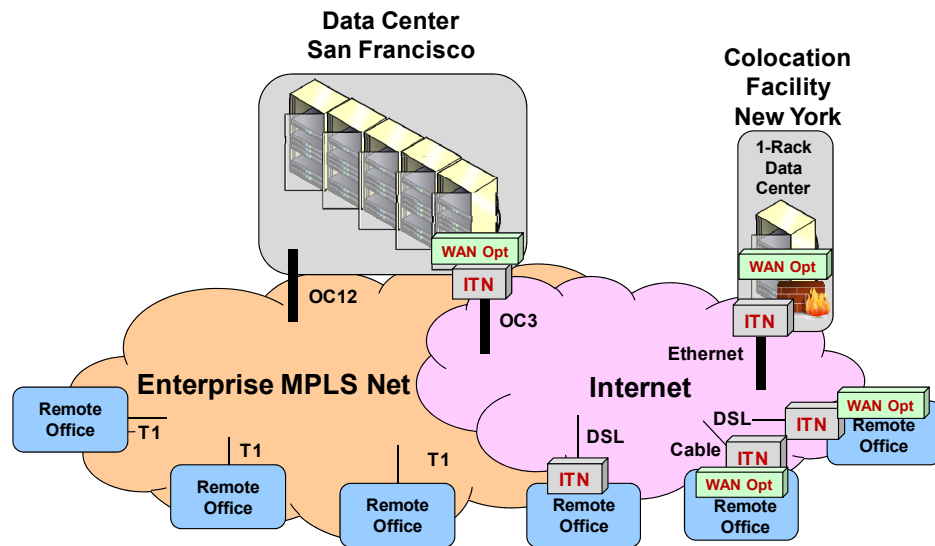 Data Center
San Francisco
Colocation
Facility
New York
1-Rack
Data
Center
WAN Opt
ITN
WAN Opt
ITN
OC12
OC3
Ethernet
Enterprise MPLS Net
Internet
Remote
Office
T1
T1
Remote
Office
T1
Remote
Office
DSL
ITN
Remote
Office
Cable
ITN
WAN Opt
Remote
Office
DSL
ITN
WAN Opt
Remote
Office